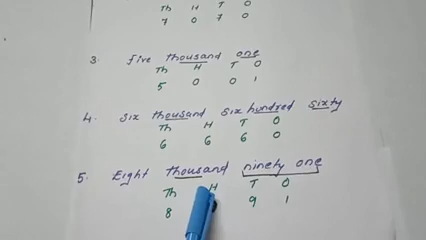 Th H T O
7 0 7 0
3. Five thousand one
Th H T O
5 0 0 1
4. Six thousand six hundred sixty
Th H T O
6 6 6 0
5. Eight thousand ninety one
Th H T O
8 9 1